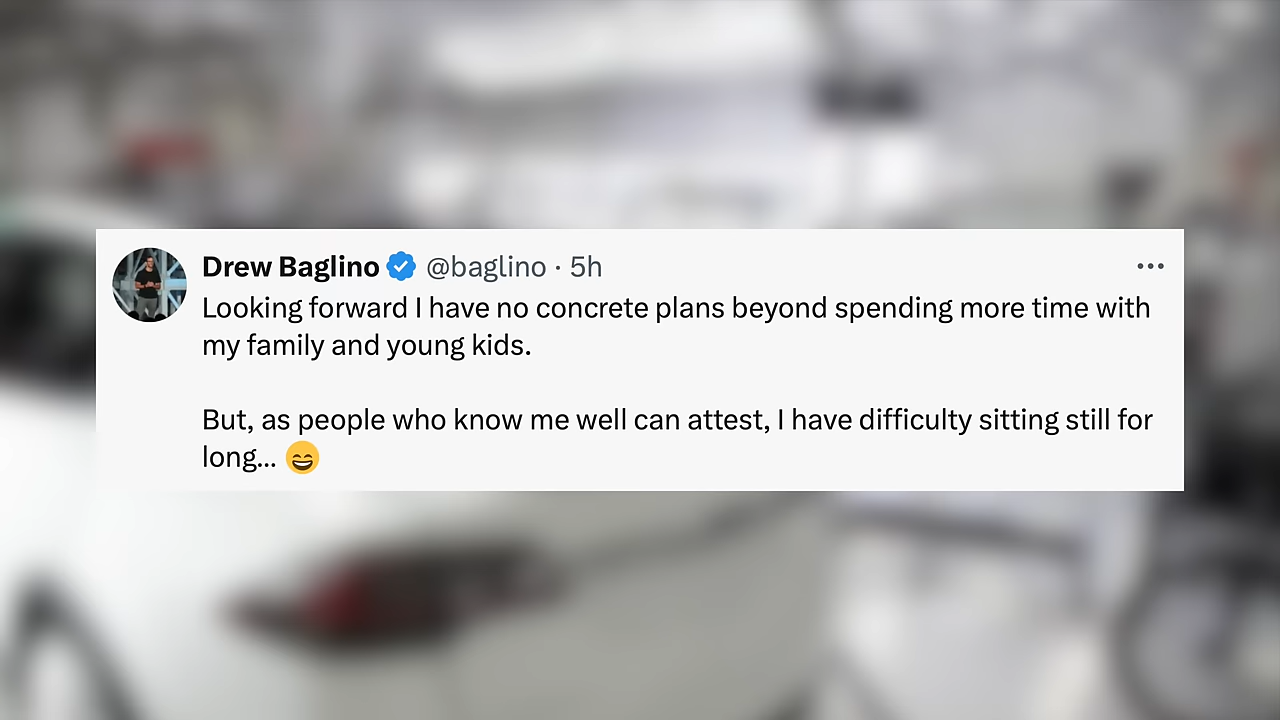 Drew Baglino @baglino · 5h
Looking forward I have no concrete plans beyond spending more time with
my family and young kids.
But, as people who know me well can attest, I have difficulty sitting still for
long... 😄